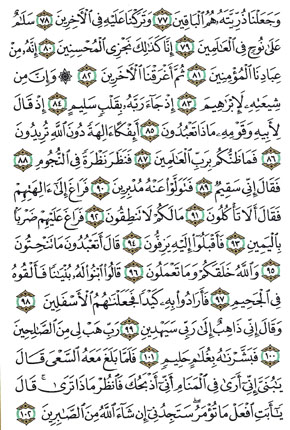 وَجَعَلْنَا ذُرِّيَّتَهُۥ هُمُ ٱلْبَاقِينَ ٧٧ وَتَرَكْنَا عَلَيْهِ فِى ٱلْءَاخِرِينَ ٧٨ سَلَٰمٌ
عَلَىٰ نُوحٍ فِى ٱلْعَٰلَمِينَ ٧٩ إِنَّا كَذَٰلِكَ نَجْزِى ٱلْمُحْسِنِينَ ٨٠ إِنَّهُۥ مِنْ
عِبَادِنَا ٱلْمُؤْمِنِينَ ٨١ ثُمَّ أَغْرَقْنَا ٱلْءَاخَرِينَ ٨٢ ۞ وَإِنَّ مِن
شِيعَتِهِۦ لَإِبْرَٰهِيمَ ٨٣ إِذْ جَآءَ رَبَّهُۥ بِقَلْبٍ سَلِيمٍ ٨٤ إِذْ قَالَ
لِأَبِيهِ وَقَوْمِهِۦ مَاذَا تَعْبُدُونَ ٨٥ أَئِفْكًا ءَالِهَةً دُونَ ٱللَّهِ تُرِيدُونَ
٨٦ فَمَا ظَنُّكُم بِرَبِّ ٱلْعَٰلَمِينَ ٨٧ فَنَظَرَ نَظْرَةً فِى ٱلنُّجُومِ ٨٨
فَقَالَ إِنِّى سَقِيمٌ ٨٩ فَتَوَلَّوْا۟ عَنْهُ مُدْبِرِينَ ٩٠ فَرَاغَ إِلَىٰٓ ءَالِهَتِهِمْ
فَقَالَ أَلَا تَأْكُلُونَ ٩١ مَا لَكُمْ لَا تَنطِقُونَ ٩٢ فَرَاغَ عَلَيْهِمْ ضَرْبًۢا
بِٱلْيَمِينِ ٩٣ فَأَقْبَلُوٓا۟ إِلَيْهِ يَزِفُّونَ ٩٤ قَالَ أَتَعْبُدُونَ مَا تَنْحِتُونَ
٩٥ وَٱللَّهُ خَلَقَكُمْ وَمَا تَعْمَلُونَ ٩٦ قَالُوا۟ ٱبْنُوا۟ لَهُۥ بُنْيَٰنًا فَأَلْقُوهُ
فِى ٱلْجَحِيمِ ٩٧ فَأَرَادُوا۟ بِهِۦ كَيْدًا فَجَعَلْنَٰهُمُ ٱلْأَسْفَلِينَ ٩٨
وَقَالَ إِنِّى ذَاهِبٌ إِلَىٰ رَبِّى سَيَهْدِينِ ٩٩ رَبِّ هَبْ لِى مِنَ ٱلصَّٰلِحِينَ
١٠٠ فَبَشَّرْنَٰهُ بِغُلَٰمٍ حَلِيمٍ ١٠١ فَلَمَّا بَلَغَ مَعَهُ ٱلسَّعْىَ قَالَ
يَٰبُنَىَّ إِنِّىٓ أَرَىٰ فِى ٱلْمَنَامِ أَنِّىٓ أَذْبَحُكَ فَٱنظُرْ مَاذَا تَرَىٰ ۚ قَالَ
يَٰٓأَبَتِ ٱفْعَلْ مَا تُؤْمَرُ ۖ سَتَجِدُنِىٓ إِن شَآءَ ٱللَّهُ مِنَ ٱلصَّٰبِرِينَ ١٠٢